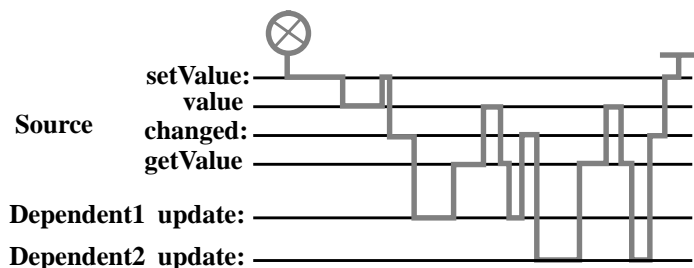 setValue:
value
Source changed:
getValue
Dependent1 update:
Dependent2 update: